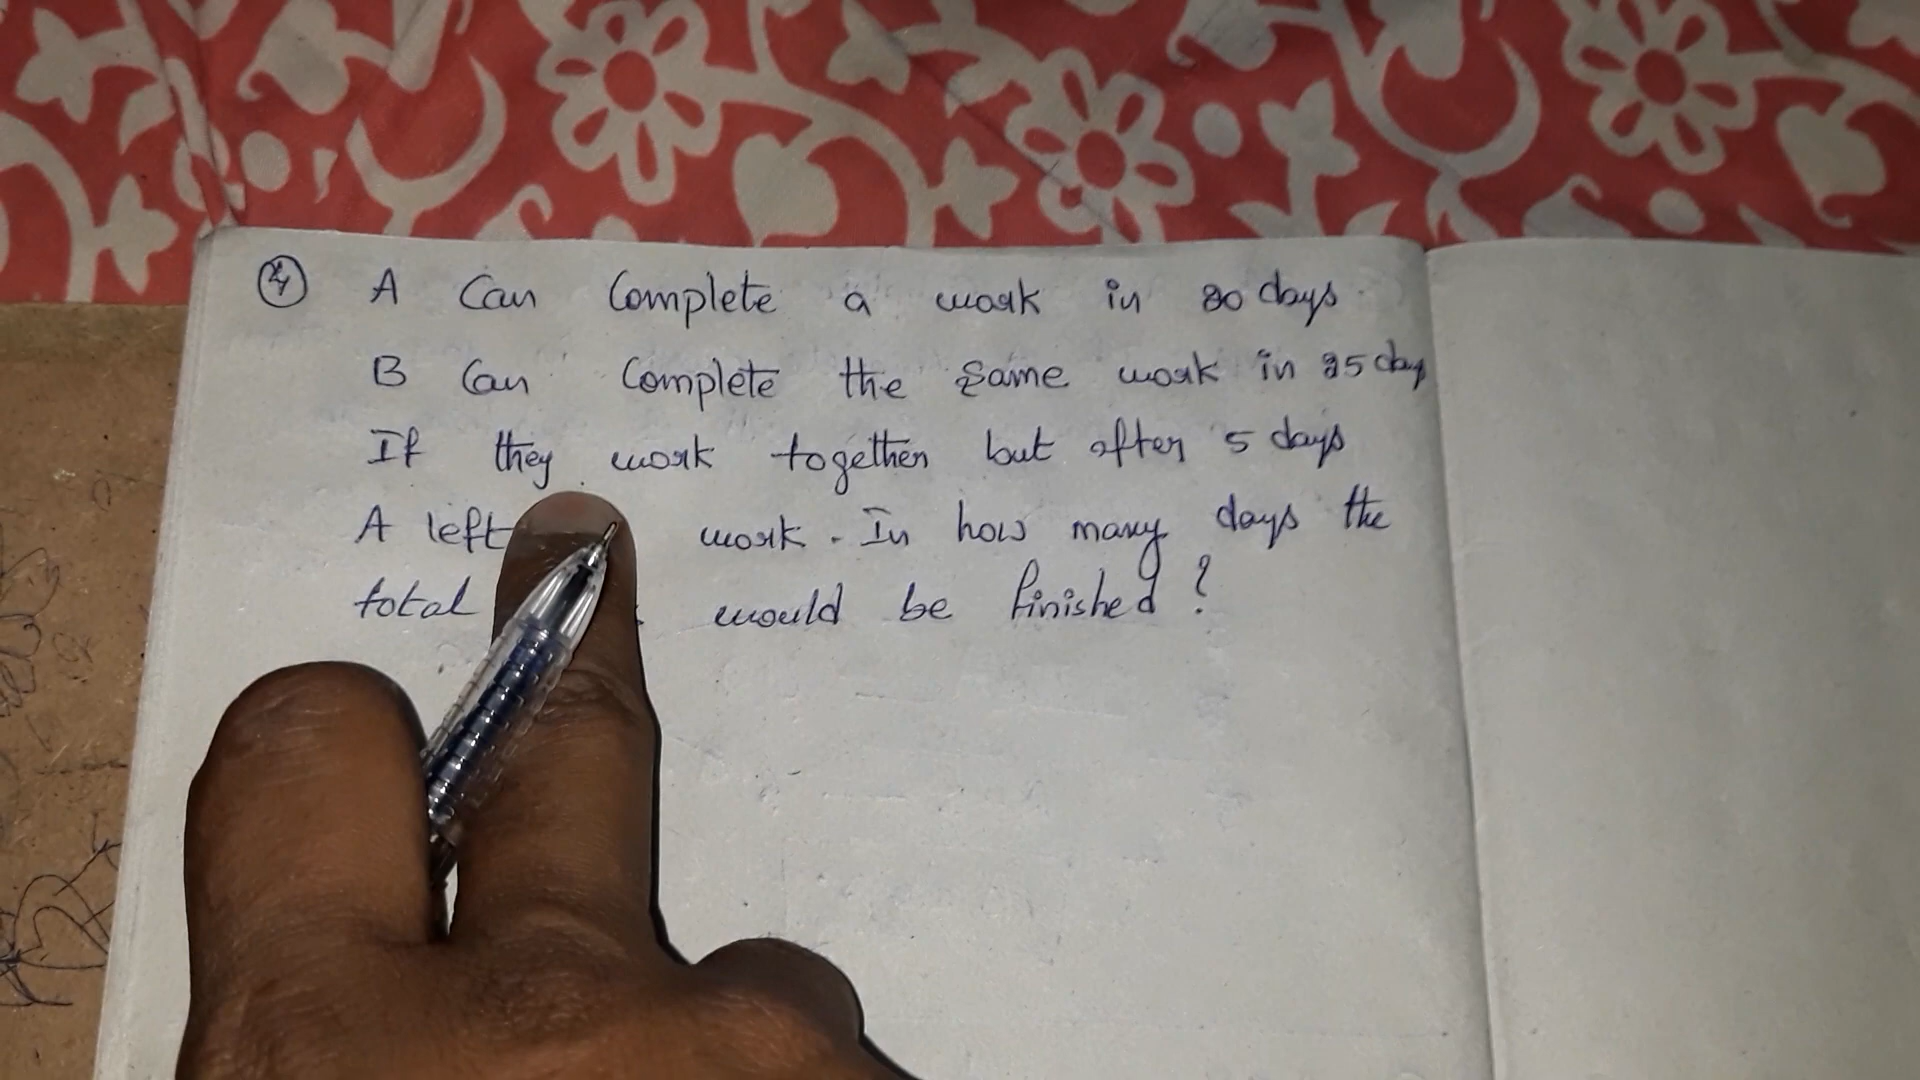 4 A Can Complete a work in 20 days
B Can Complete the same work in 25 day
If they work together but after 5 days
A left work. In how many days the
total would be finished?